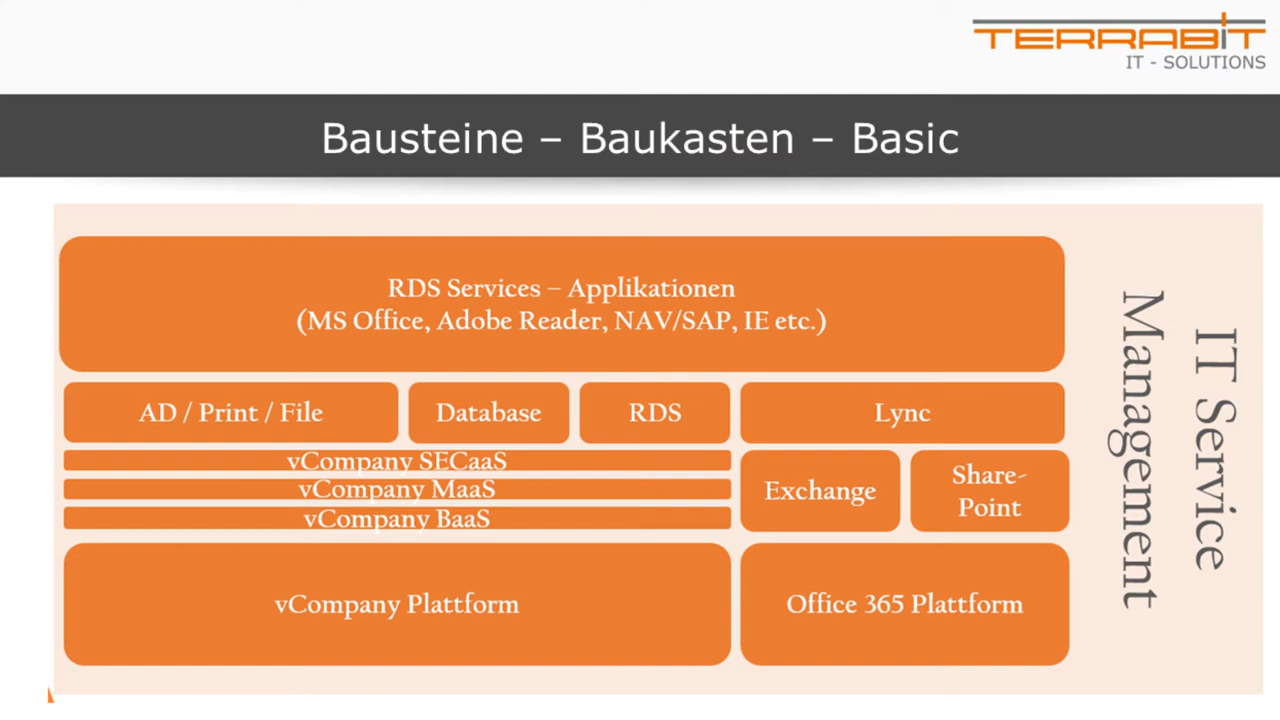 TERRABIT
IT - SOLUTIONS
Bausteine – Baukasten – Basic
RDS Services – Applikationen
(MS Office, Adobe Reader, NAV/SAP, IE etc.)
AD / Print / File
Database
RDS
Lync
vCompany SECaaS
vCompany MaaS
vCompany BaaS
Exchange
Share-
Point
vCompany Plattform
Office 365 Plattform
IT Service
Management